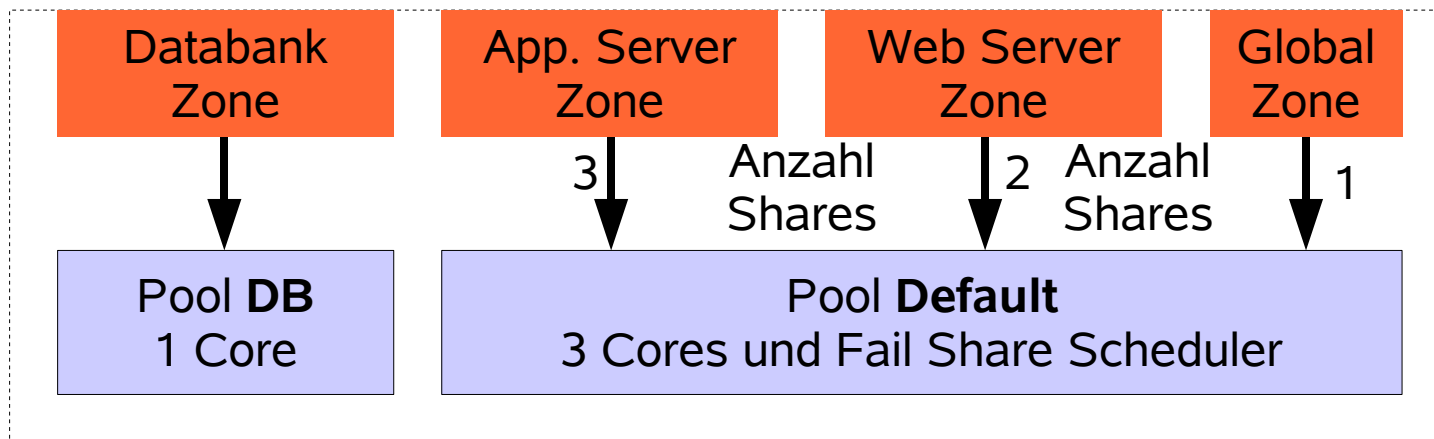 Databank
Zone
App. Server
Zone
Web Server
Zone
Global
Zone
3
Anzahl
Shares
2
Anzahl
Shares
1
Pool DB
1 Core
Pool Default
3 Cores und Fail Share Scheduler